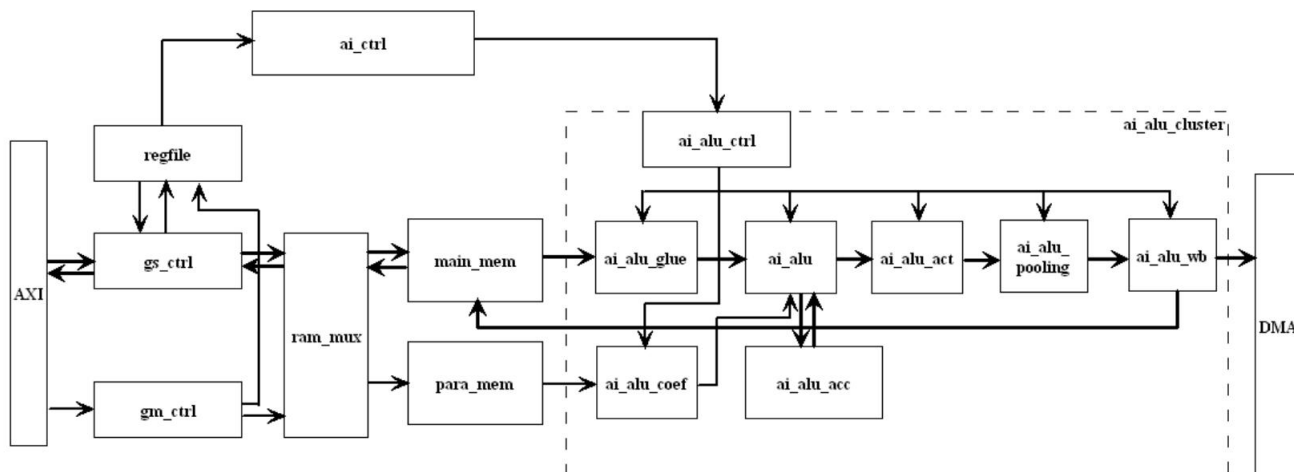 ai_ctrl
ai_alu_cluster
ai_alu_ctrl
regfile
AXI
gs_ctrl
ram_mux
main_mem
ai_alu_glue
ai_alu
ai_alu_act
ai_alu_
pooling
ai_alu_wb
DMA
gm_ctrl
para_mem
ai_alu_coef
ai_alu_acc